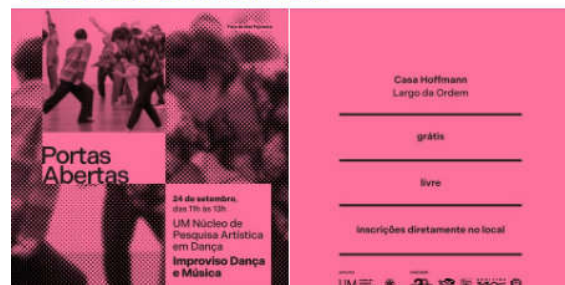 Portas
Abertas
24 de setembro,
das 11h às 13h
UM Núcleo de
Pesquisa Artística
em Dança
Improviso Dança
e Música
Casa Hoffmann
Largo da Ordem
grátis
livre
inscrições diretamente no local
UM